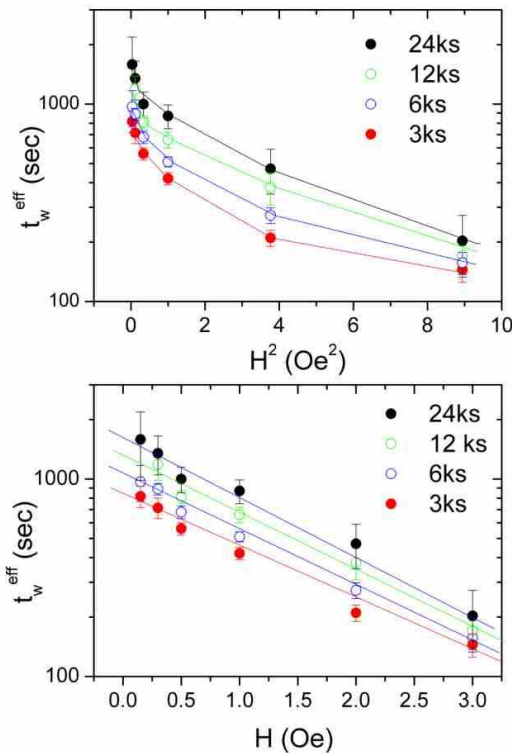 24ks
12ks
6ks
3ks
1000
100
t_w^eff (sec)
0 2 4 6 8 10
H² (Oe²)
24ks
12 ks
6ks
3ks
1000
100
t_w^eff (sec)
0.0 0.5 1.0 1.5 2.0 2.5 3.0
H (Oe)